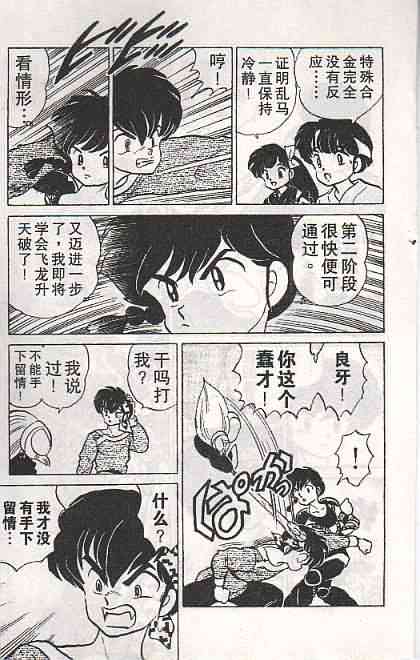 特殊合
金完全
没有反
应……
证明乱马
一直保持
冷静！
哼！
看情形…
第二阶段
很快便可
通过。
又迈进一步
了，我即将
学会飞龙升
天破了！
良牙！
！
你这个
蠢才！
干吗打
我？
我说
过！
不能手
下留情！
什么？
我才没
有手下
留情…